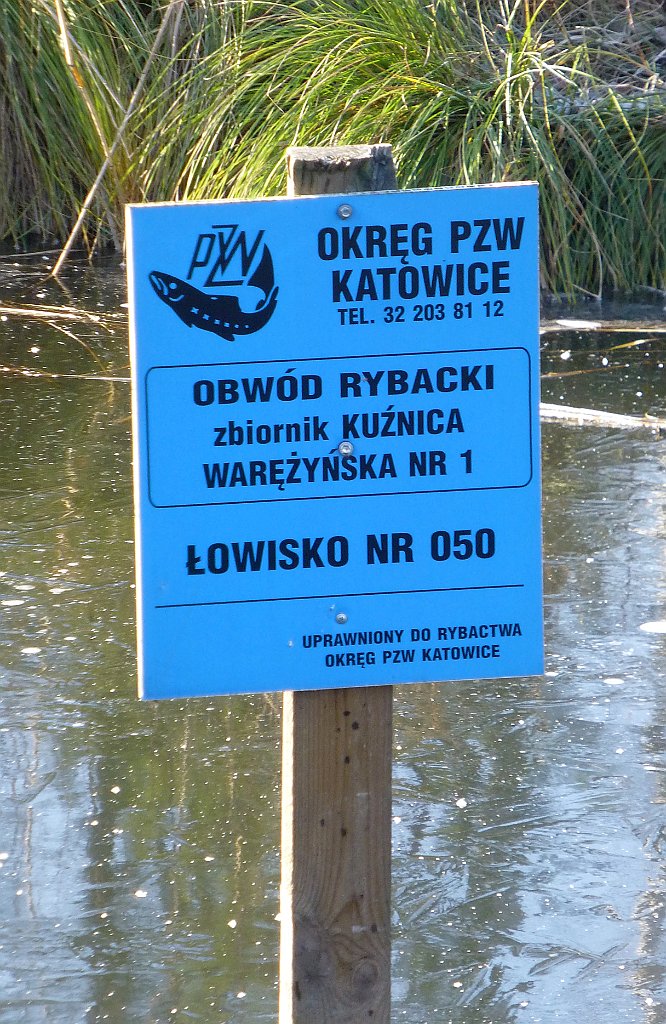 PZW
OKRĘG PZW
KATOWICE
TEL. 32 203 81 12
OBWÓD RYBACKI
zbiornik KUŹNICA
WARĘŻYŃSKA NR 1
ŁOWISKO NR 050
UPRAWNIONY DO RYBACTWA
OKRĘG PZW KATOWICE